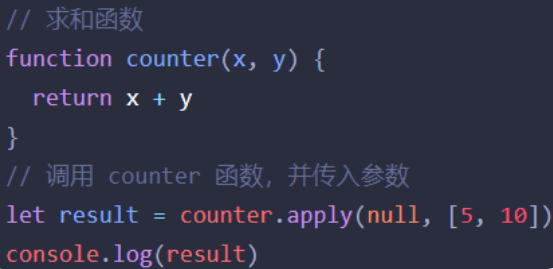 // 求和函数
function counter(x, y) {
  return x + y
}
// 调用 counter 函数，并传入参数
let result = counter.apply(null, [5, 10])
console.log(result)